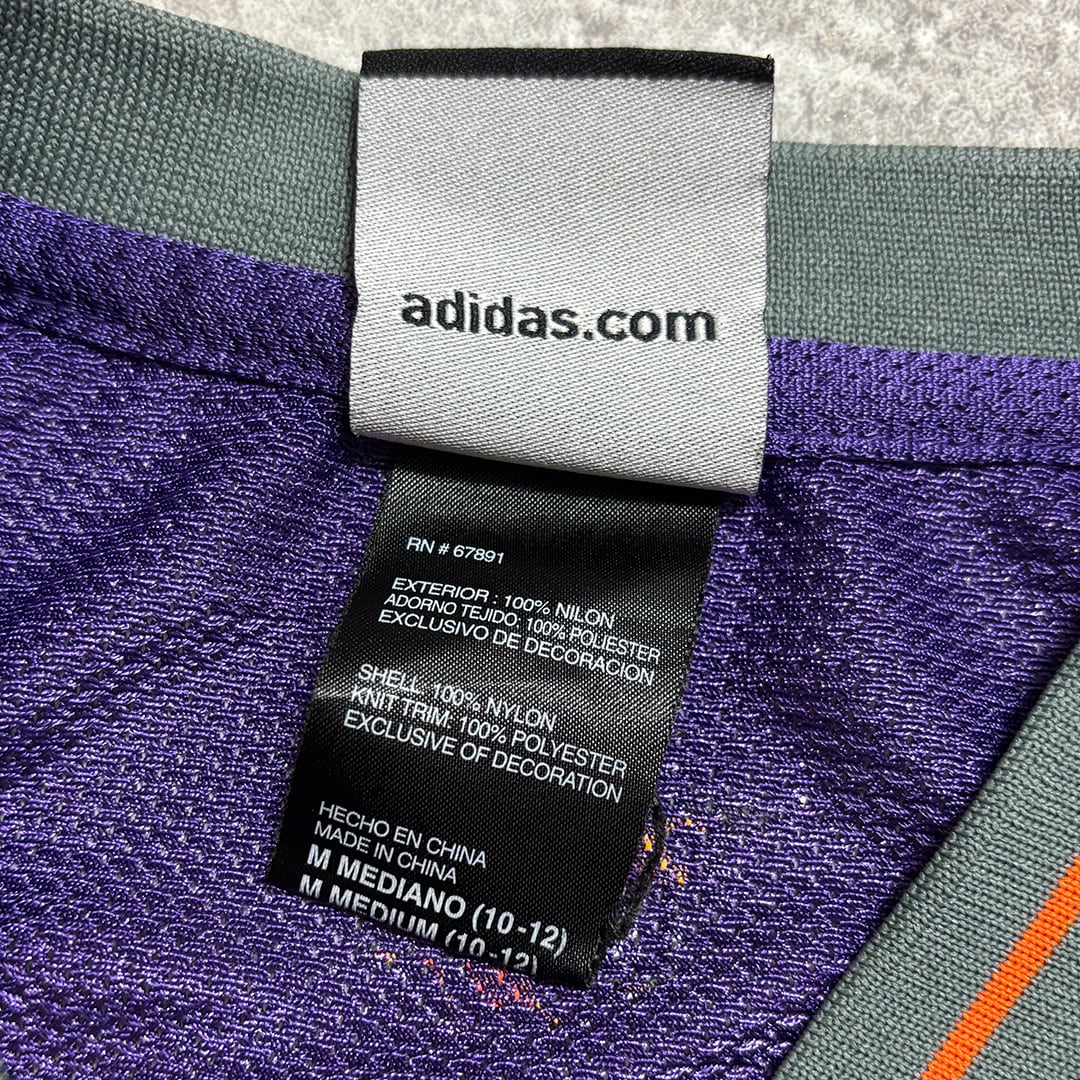 adidas.com
RN # 67891
EXTERIOR : 100% NILON
ADORNO TEJIDO: 100% POLIESTER
EXCLUSIVO DE DECORACION
SHELL: 100% NYLON
KNIT TRIM: 100% POLYESTER
EXCLUSIVE OF DECORATION
HECHO EN CHINA
MADE IN CHINA
M MEDIANO (10-12)
M MEDIUM (10-12)